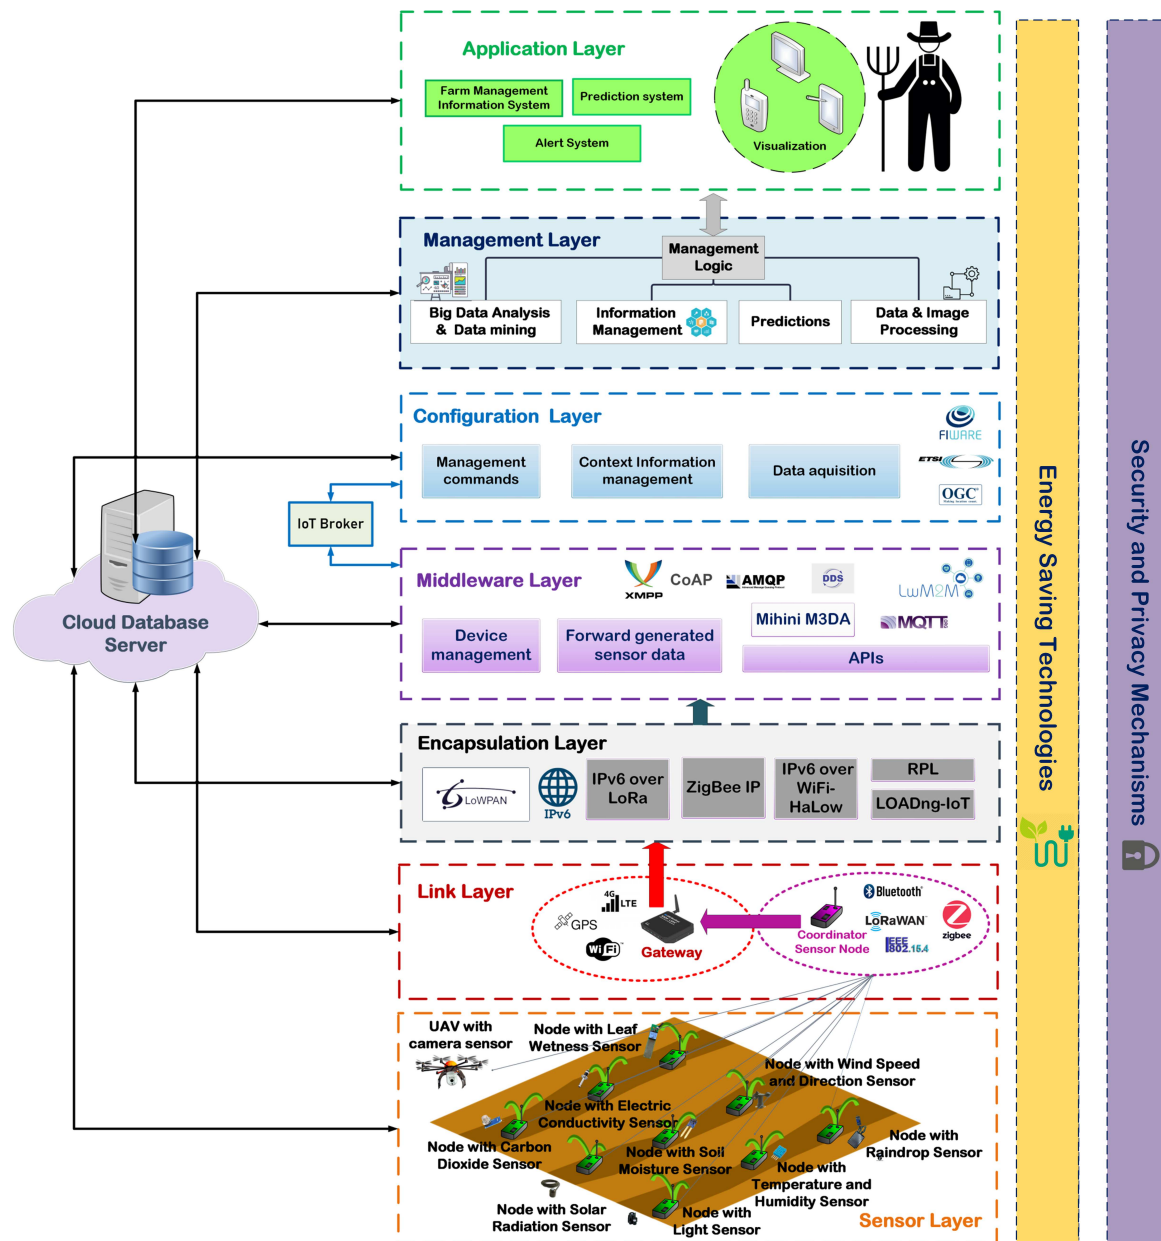 Application Layer
Farm Management
Information System
Prediction system
Alert System
Visualization
Management Layer
Management
Logic
Big Data Analysis
& Data mining
Information
Management
Predictions
Data & Image
Processing
Configuration Layer
Management
commands
Context Information
management
Data aquisition
FIWARE
ETSI
OGC®
IoT Broker
Cloud Database
Server
Middleware Layer
XMPP
CoAP
AMQP
DDS
LwM2M
Mihini M3DA
MQTT
Device
management
Forward generated
sensor data
APIs
Encapsulation Layer
6LoWPAN
IPv6
IPv6 over
LoRa
ZigBee IP
IPv6 over
WiFi-
HaLow
RPL
LOADng-IoT
Link Layer
4G
LTE
GPS
WiFi
Gateway
Coordinator
Sensor Node
Bluetooth®
LoRaWAN™
IEEE
802.15.4
zigbee
UAV with
camera sensor
Node with Leaf
Wetness Sensor
Node with Wind Speed
and Direction Sensor
Node with Electric
Conductivity Sensor
Node with Carbon
Dioxide Sensor
Node with Soil
Moisture Sensor
Node with
Raindrop Sensor
Node with
Temperature and
Humidity Sensor
Node with Solar
Radiation Sensor
Node with
Light Sensor
Sensor Layer
Energy Saving Technologies
Security and Privacy Mechanisms